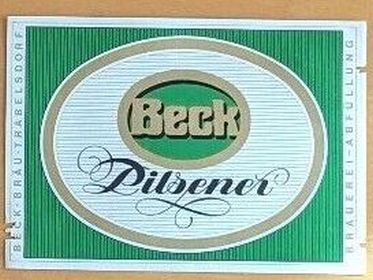 BECK-BRÄU-TRABELSDORF
Beck
Pilsener
BRAUEREI-ABFÜLLUNG